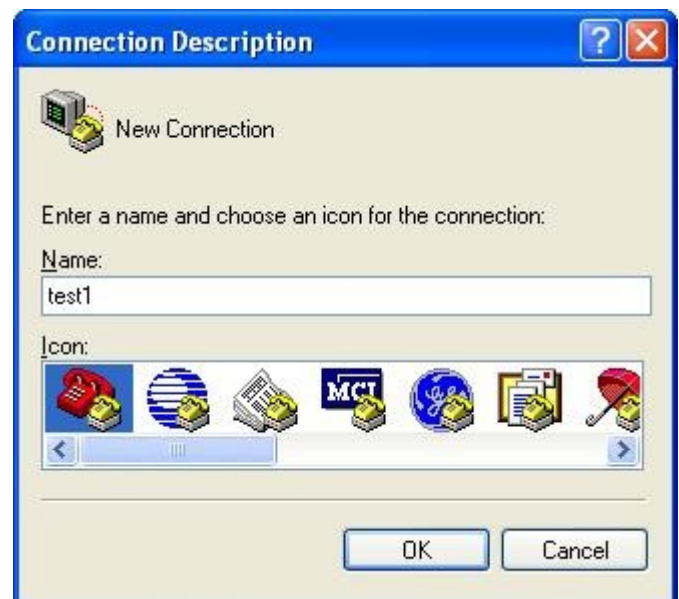 Connection Description
New Connection
Enter a name and choose an icon for the connection:
Name:
test1
Icon:
MCI
OK Cancel